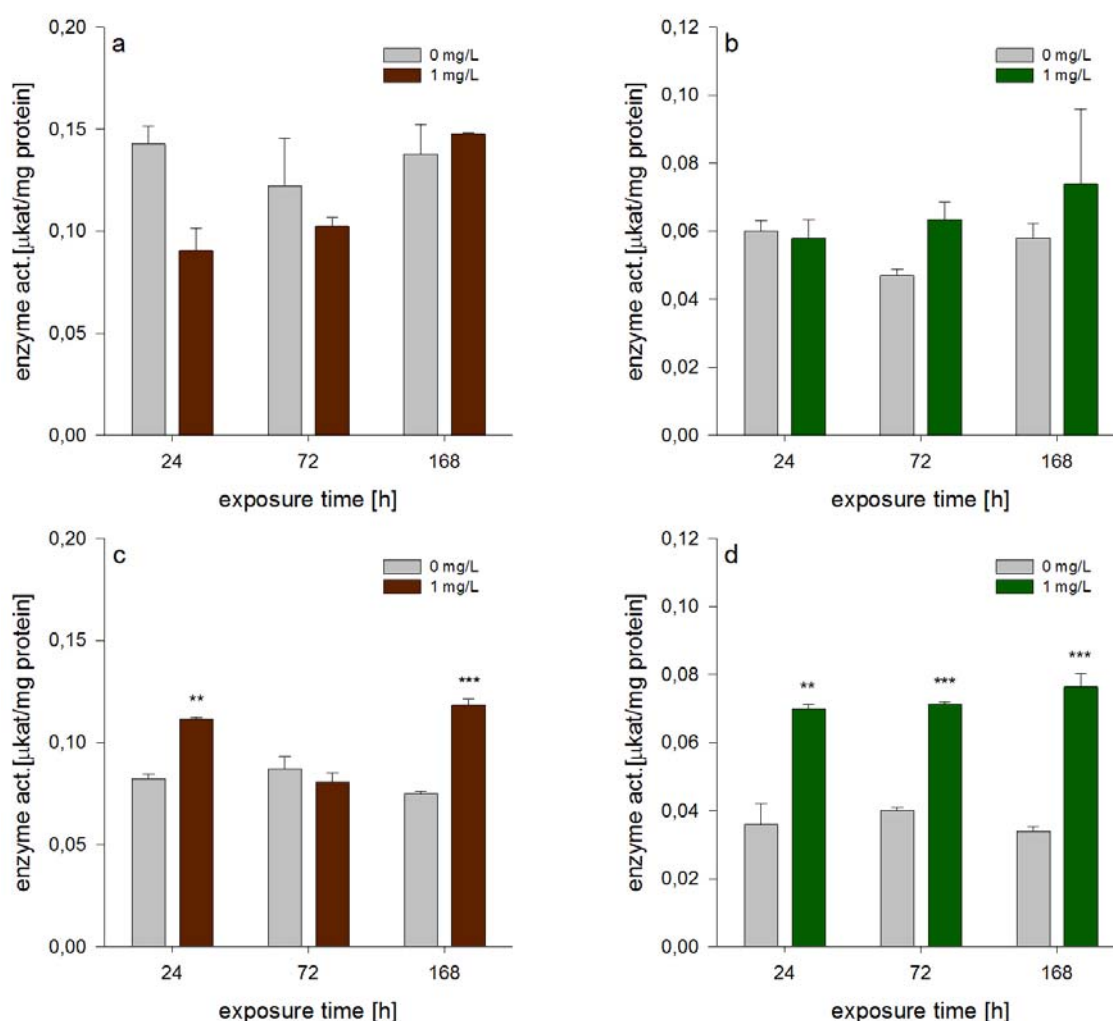 a
0 mg/L
1 mg/L
enzyme act.[μkat/mg protein]
0,20
0,15
0,10
0,05
0,00
24 72 168
exposure time [h]
b
0 mg/L
1 mg/L
enzyme act.[μkat/mg protein]
0,12
0,10
0,08
0,06
0,04
0,02
0,00
24 72 168
exposure time [h]
c
0 mg/L
1 mg/L
enzyme act.[μkat/mg protein]
0,20
0,15
0,10
0,05
0,00
** ***
24 72 168
exposure time [h]
d
0 mg/L
1 mg/L
enzyme act.[μkat/mg protein]
0,12
0,10
0,08
0,06
0,04
0,02
0,00
** *** ***
24 72 168
exposure time [h]